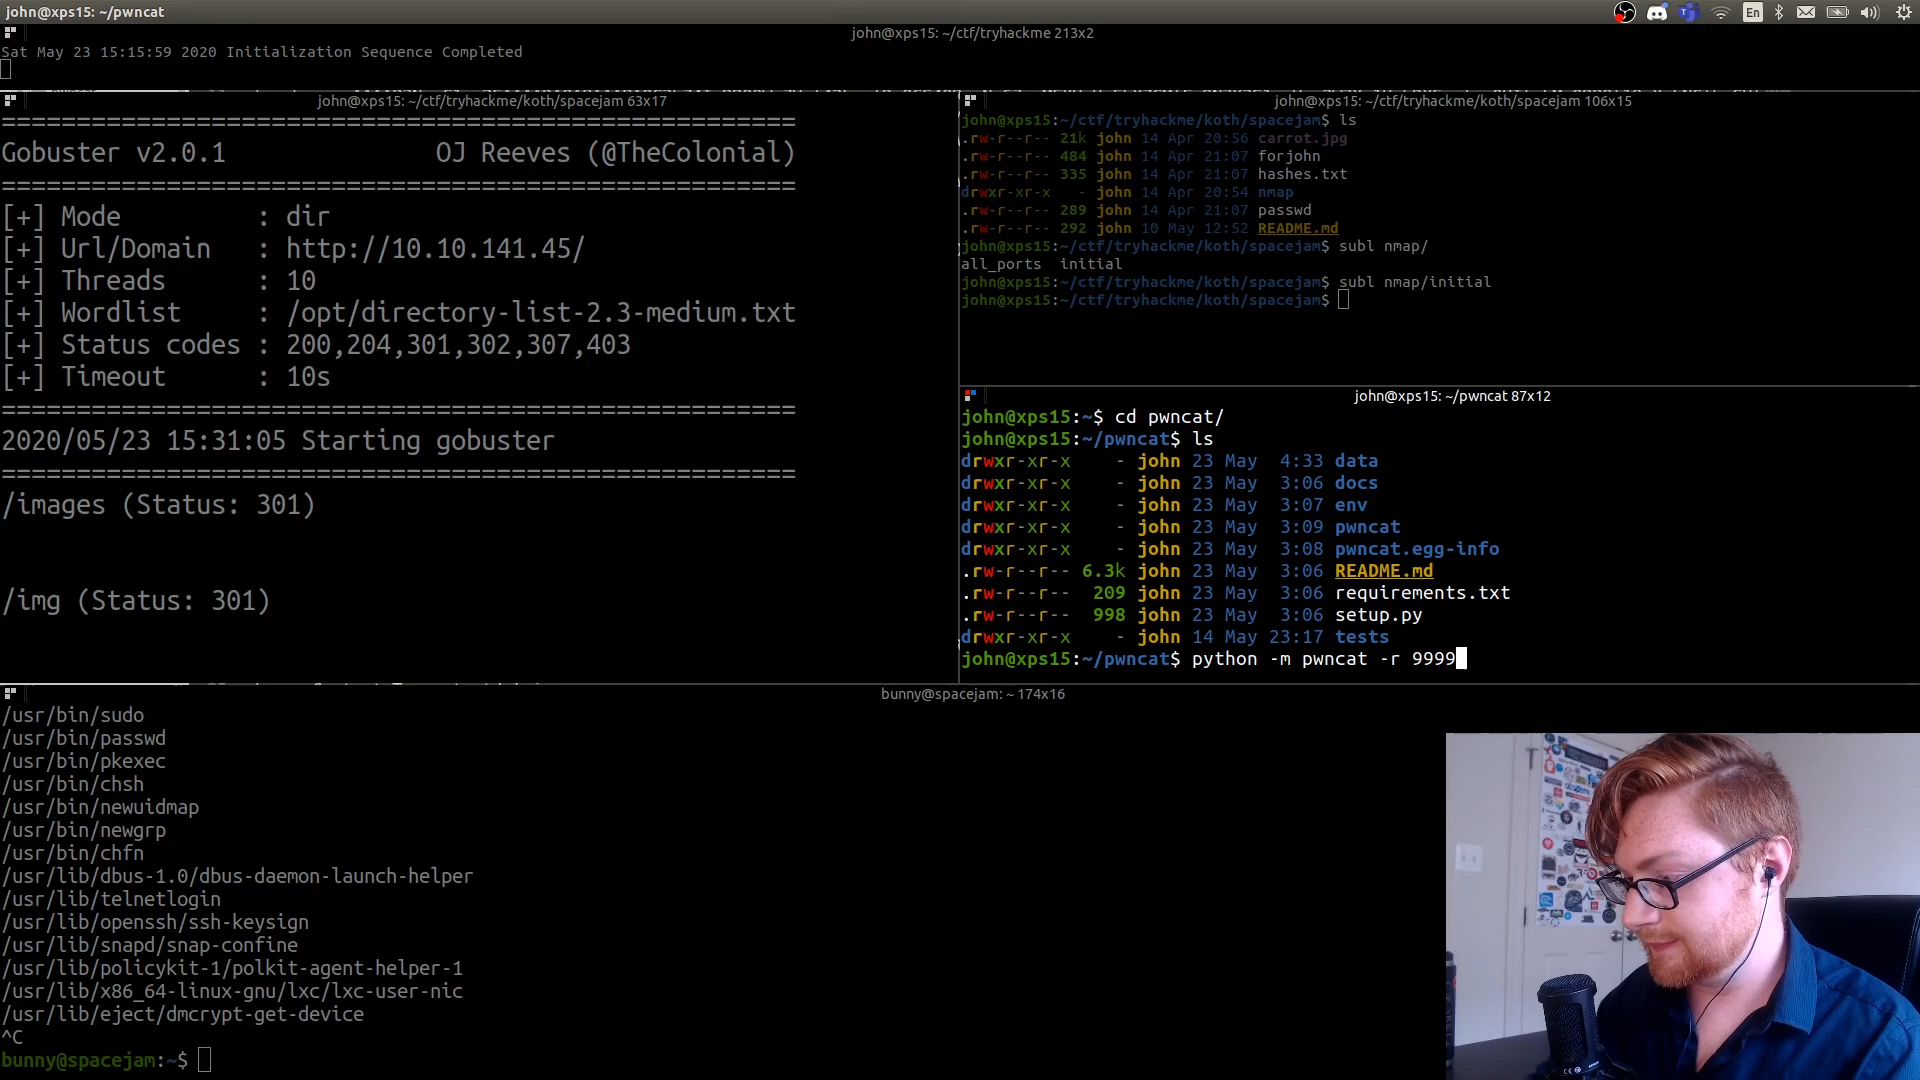 john@xps15: ~/pwncat
En
john@xps15: ~/ctf/tryhackme 213x2
Sat May 23 15:15:59 2020 Initialization Sequence Completed
john@xps15: ~/ctf/tryhackme/koth/spacejam 63x17
=====================================================
Gobuster v2.0.1              OJ Reeves (@TheColonial)
=====================================================
[+] Mode         : dir
[+] Url/Domain   : http://10.10.141.45/
[+] Threads      : 10
[+] Wordlist     : /opt/directory-list-2.3-medium.txt
[+] Status codes : 200,204,301,302,307,403
[+] Timeout      : 10s
=====================================================
2020/05/23 15:31:05 Starting gobuster
=====================================================
/images (Status: 301)
/img (Status: 301)
john@xps15: ~/ctf/tryhackme/koth/spacejam 106x15
john@xps15:~/ctf/tryhackme/koth/spacejam$ ls
.rw-r--r-- 21k john 14 Apr 20:56 carrot.jpg
.rw-r--r-- 484 john 14 Apr 21:07 forjohn
.rw-r--r-- 335 john 14 Apr 21:07 hashes.txt
drwxr-xr-x   - john 14 Apr 20:54 nmap
.rw-r--r-- 289 john 14 Apr 21:07 passwd
.rw-r--r-- 292 john 10 May 12:52 README.md
john@xps15:~/ctf/tryhackme/koth/spacejam$ subl nmap/
all_ports  initial
john@xps15:~/ctf/tryhackme/koth/spacejam$ subl nmap/initial
john@xps15:~/ctf/tryhackme/koth/spacejam$
john@xps15: ~/pwncat 87x12
john@xps15:~$ cd pwncat/
john@xps15:~/pwncat$ ls
drwxr-xr-x    - john 23 May  4:33 data
drwxr-xr-x    - john 23 May  3:06 docs
drwxr-xr-x    - john 23 May  3:07 env
drwxr-xr-x    - john 23 May  3:09 pwncat
drwxr-xr-x    - john 23 May  3:08 pwncat.egg-info
.rw-r--r-- 6.3k john 23 May  3:06 README.md
.rw-r--r--  209 john 23 May  3:06 requirements.txt
.rw-r--r--  998 john 23 May  3:06 setup.py
drwxr-xr-x    - john 14 May 23:17 tests
john@xps15:~/pwncat$ python -m pwncat -r 9999
bunny@spacejam: ~ 174x16
/usr/bin/sudo
/usr/bin/passwd
/usr/bin/pkexec
/usr/bin/chsh
/usr/bin/newuidmap
/usr/bin/newgrp
/usr/bin/chfn
/usr/lib/dbus-1.0/dbus-daemon-launch-helper
/usr/lib/telnetlogin
/usr/lib/openssh/ssh-keysign
/usr/lib/snapd/snap-confine
/usr/lib/policykit-1/polkit-agent-helper-1
/usr/lib/x86_64-linux-gnu/lxc/lxc-user-nic
/usr/lib/eject/dmcrypt-get-device
^C
bunny@spacejam:~$